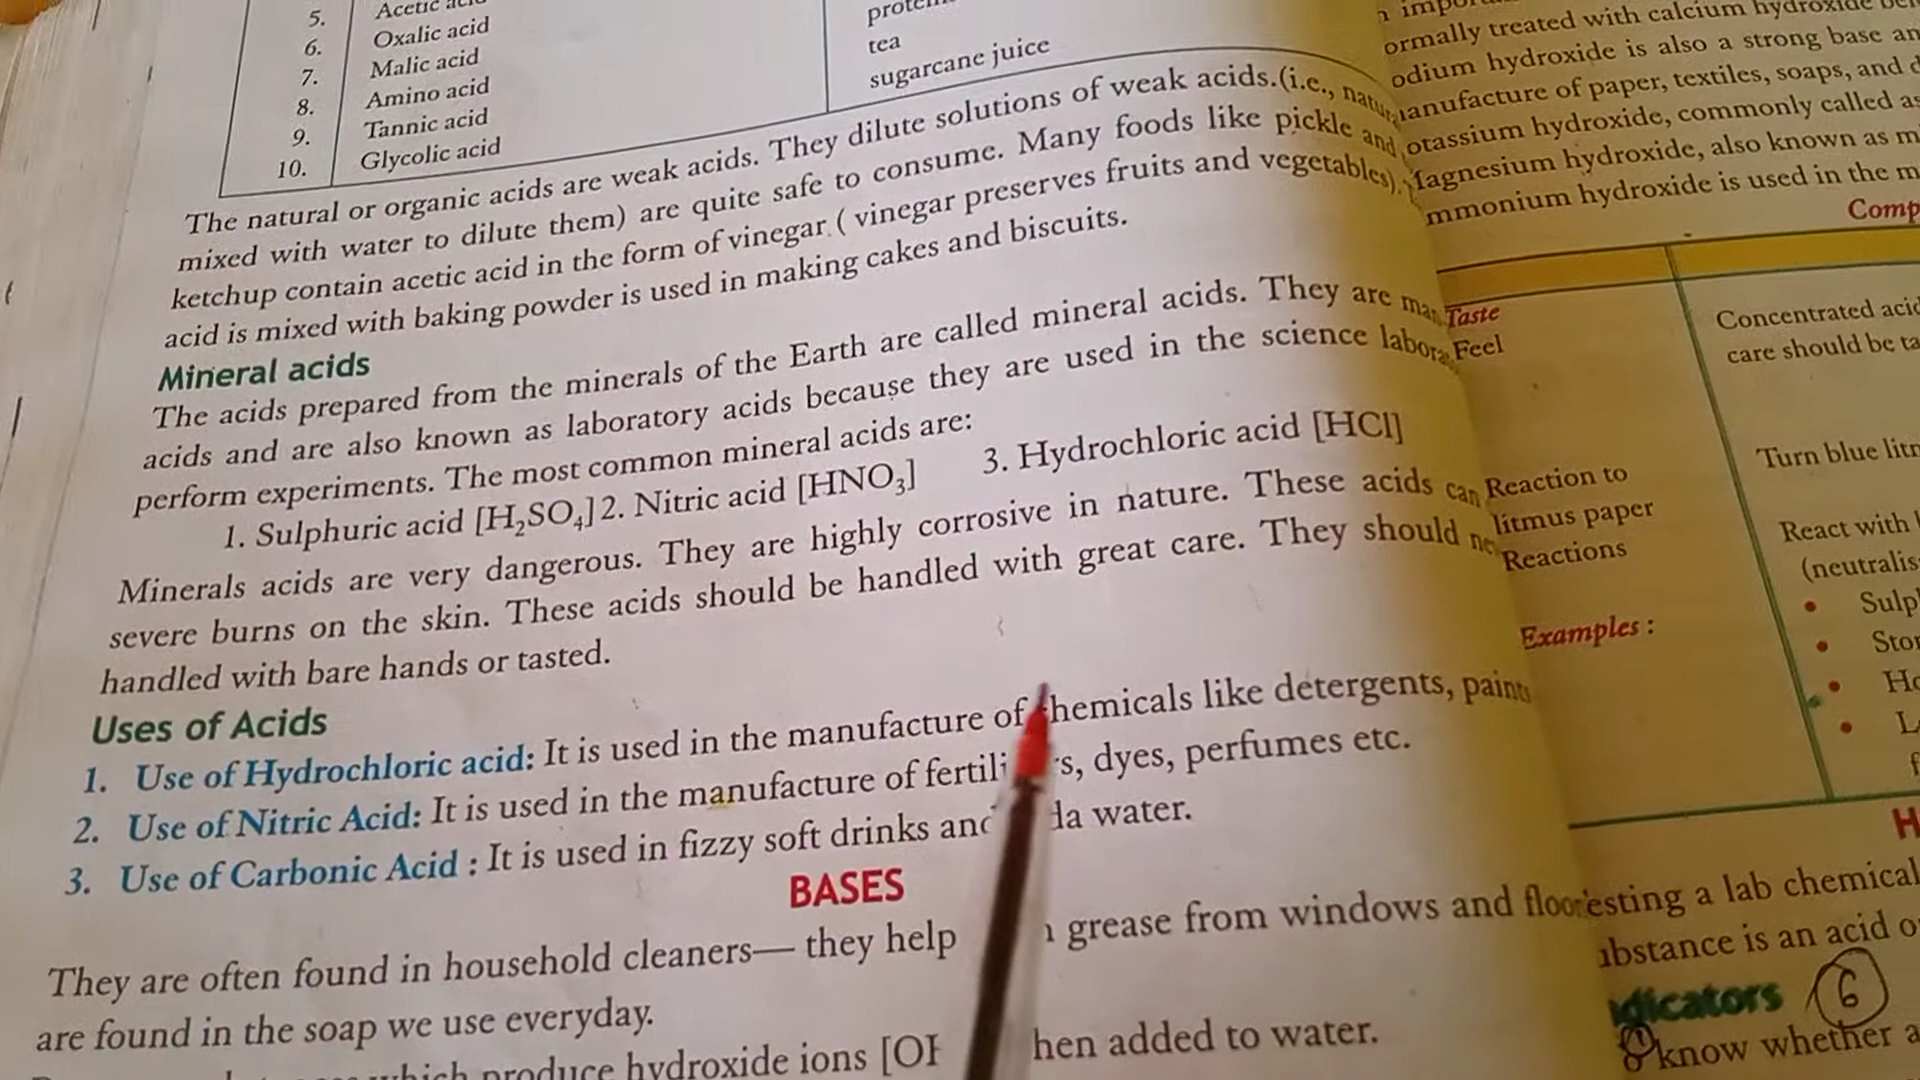 5. Acetic
6. Oxalic acid
7. Malic acid
8. Amino acid tea
9. Tannic acid sugarcane juice
10. Glycolic acid
The natural or organic acids are weak acids. They dilute solutions of weak acids.(i.e.,
mixed with water to dilute them) are quite safe to consume. Many foods like pickle and
ketchup contain acetic acid in the form of vinegar ( vinegar preserves fruits and vegetables).
acid is mixed with baking powder is used in making cakes and biscuits.
Mineral acids
The acids prepared from the minerals of the Earth are called mineral acids. They are
acids and are also known as laboratory acids because they are used in the science
perform experiments. The most common mineral acids are:
1. Sulphuric acid [H₂SO₄] 2. Nitric acid [HNO₃] 3. Hydrochloric acid [HCl]
Minerals acids are very dangerous. They are highly corrosive in nature. These acids can
severe burns on the skin. These acids should be handled with great care. They should
handled with bare hands or tasted.
Uses of Acids
1. Use of Hydrochloric acid: It is used in the manufacture of chemicals like detergents, paints
2. Use of Nitric Acid: It is used in the manufacture of dyes, perfumes etc.
3. Use of Carbonic Acid : It is used in fizzy soft drinks water.
BASES
They are often found in household cleaners— they help grease from windows and
are found in the soap we use everyday.
which produce hydroxide ions added to water.
ormally treated with calcium hydroxide
odium hydroxide is also a strong base
anufacture of paper, textiles, soaps, and
otassium hydroxide, commonly called as
Magnesium hydroxide, also known as
mmonium hydroxide is used in the
Comp
Taste Concentrated
Feel care should be
Turn blue
Reaction to
litmus paper React with
Reactions (neutralis
Examples :
esting a lab chemical
ubstance is an acid
dicators 6
know whether